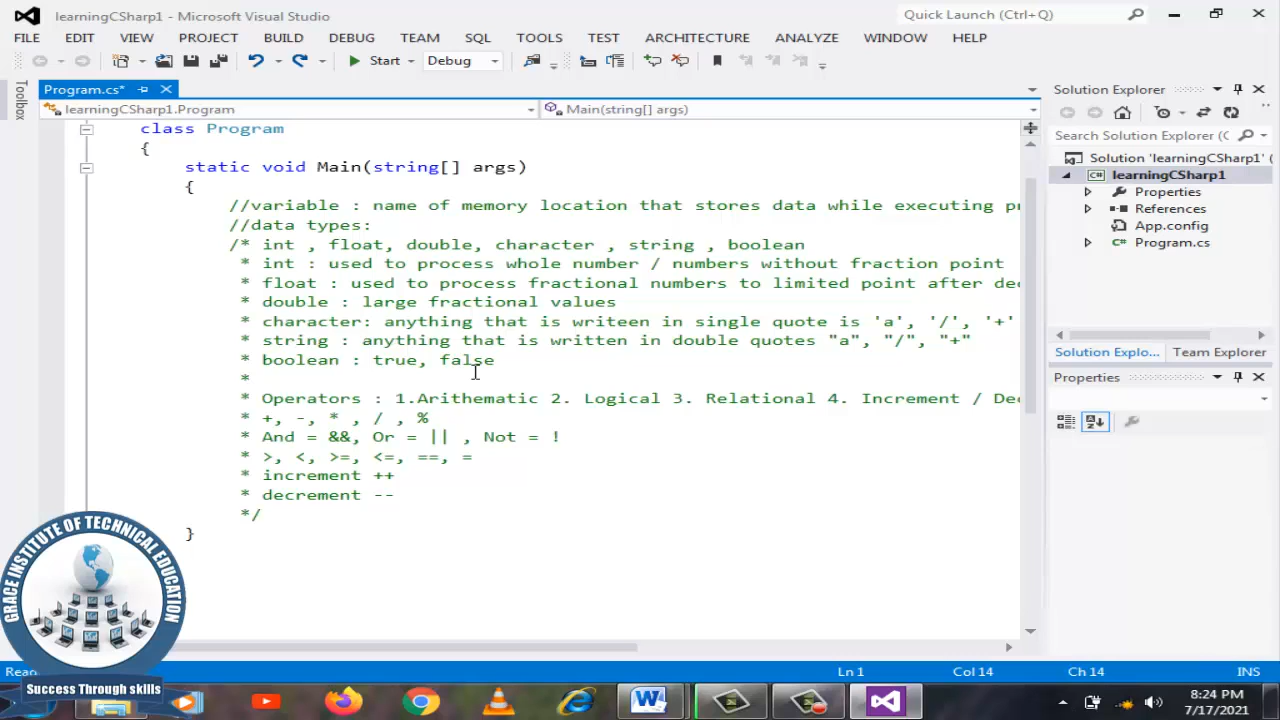 learningCSharp1 - Microsoft Visual Studio
Quick Launch (Ctrl+Q)
FILE EDIT VIEW PROJECT BUILD DEBUG TEAM SQL TOOLS TEST ARCHITECTURE ANALYZE WINDOW HELP
Start Debug
Toolbox
Program.cs*
learningCSharp1.Program
Main(string[] args)
class Program
{
static void Main(string[] args)
{
//variable : name of memory location that stores data while executing
//data types:
/* int , float, double, character , string , boolean
* int : used to process whole number / numbers without fraction point
* float : used to process fractional numbers to limited point after
* double : large fractional values
* character: anything that is writeen in single quote is 'a', '/', '+'
* string : anything that is written in double quotes "a", "/", "+"
* boolean : true, false
*
* Operators : 1.Arithematic 2. Logical 3. Relational 4. Increment /
* +, -, * , / , %
* And = &&, Or = || , Not = !
* >, <, >=, <=, ==, =
* increment ++
* decrement --
*/
}
Solution Explorer
Search Solution Explorer (C
Solution 'learningCSharp1' (
learningCSharp1
Properties
References
App.config
Program.cs
Solution Explo... Team Explorer
Properties
GRACE INSTITUTE OF TECHNICAL EDUCATION
Success Through skills
Ln 1 Col 14 Ch 14 INS
8:24 PM
7/17/2021